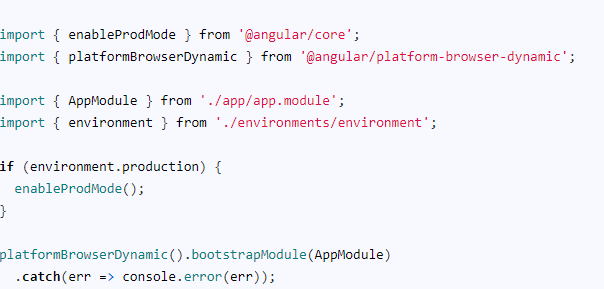 import { enableProdMode } from '@angular/core';
import { platformBrowserDynamic } from '@angular/platform-browser-dynamic';
import { AppModule } from './app/app.module';
import { environment } from './environments/environment';
if (environment.production) {
  enableProdMode();
}
platformBrowserDynamic().bootstrapModule(AppModule)
  .catch(err => console.error(err));